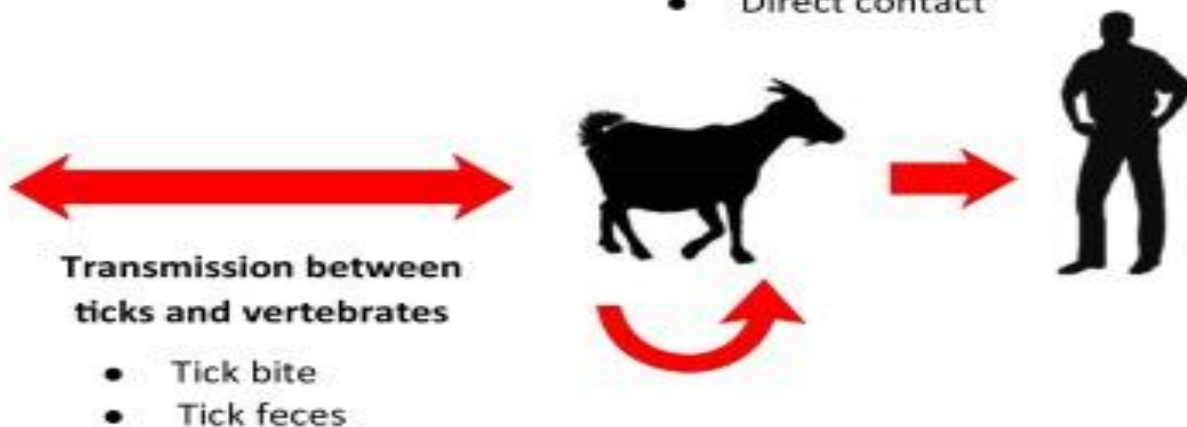 • Direct contact
Transmission between
ticks and vertebrates
• Tick bite
• Tick feces